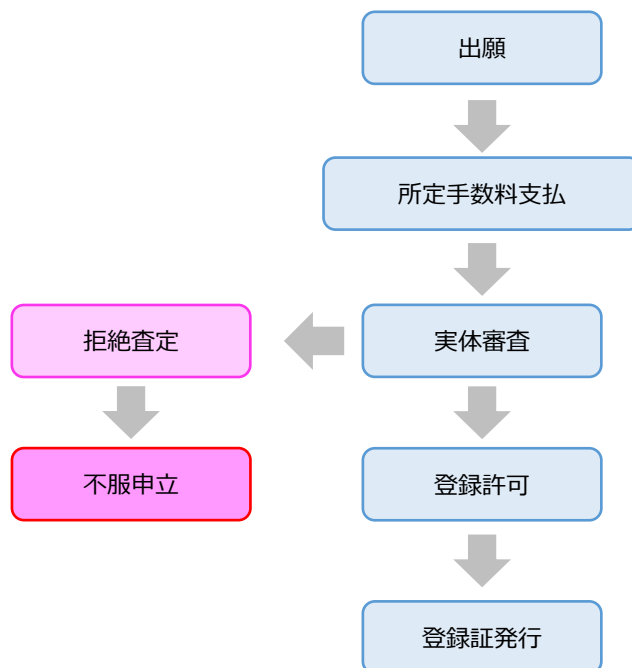 出願
所定手数料支払
拒絶査定
実体審査
不服申立
登録許可
登録証発行